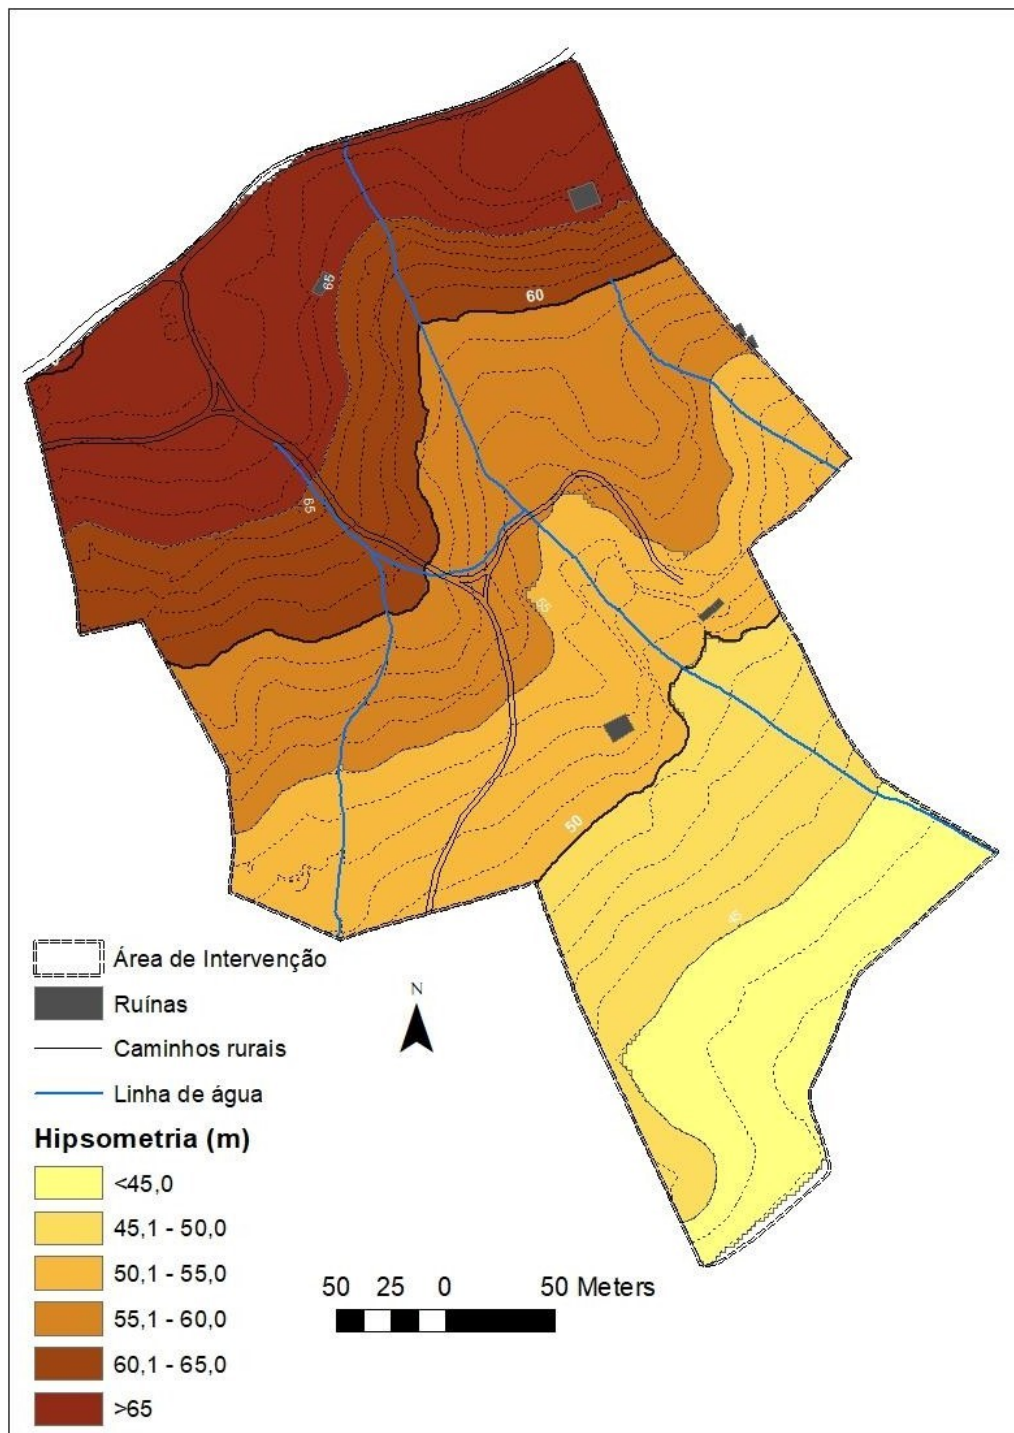 65
60
65
55
50
45
Área de Intervenção
Ruínas
N
Caminhos rurais
Linha de água
Hipsometria (m)
<45,0
45,1 - 50,0
50,1 - 55,0
50 25 0 50 Meters
55,1 - 60,0
60,1 - 65,0
>65